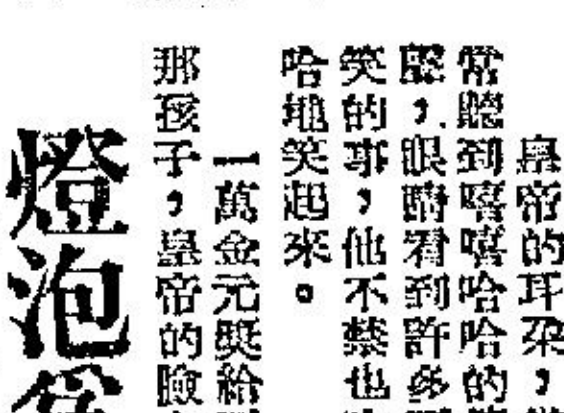 皇帝的耳朵，
常聽到嘻嘻哈哈的
聲，眼睛看到許多
笑的事，他不禁也
哈地笑起來。
一萬金元獎給
那孩子，皇帝的臉
燈泡